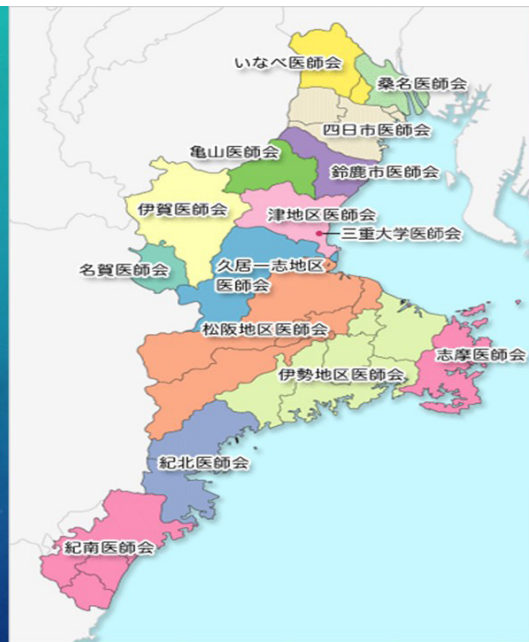 いなべ医師会
桑名医師会
四日市医師会
亀山医師会
鈴鹿市医師会
伊賀医師会
津地区医師会
三重大学医師会
名賀医師会
久居一志地区
医師会
松阪地区医師会
志摩医師会
伊勢地区医師会
紀北医師会
紀南医師会